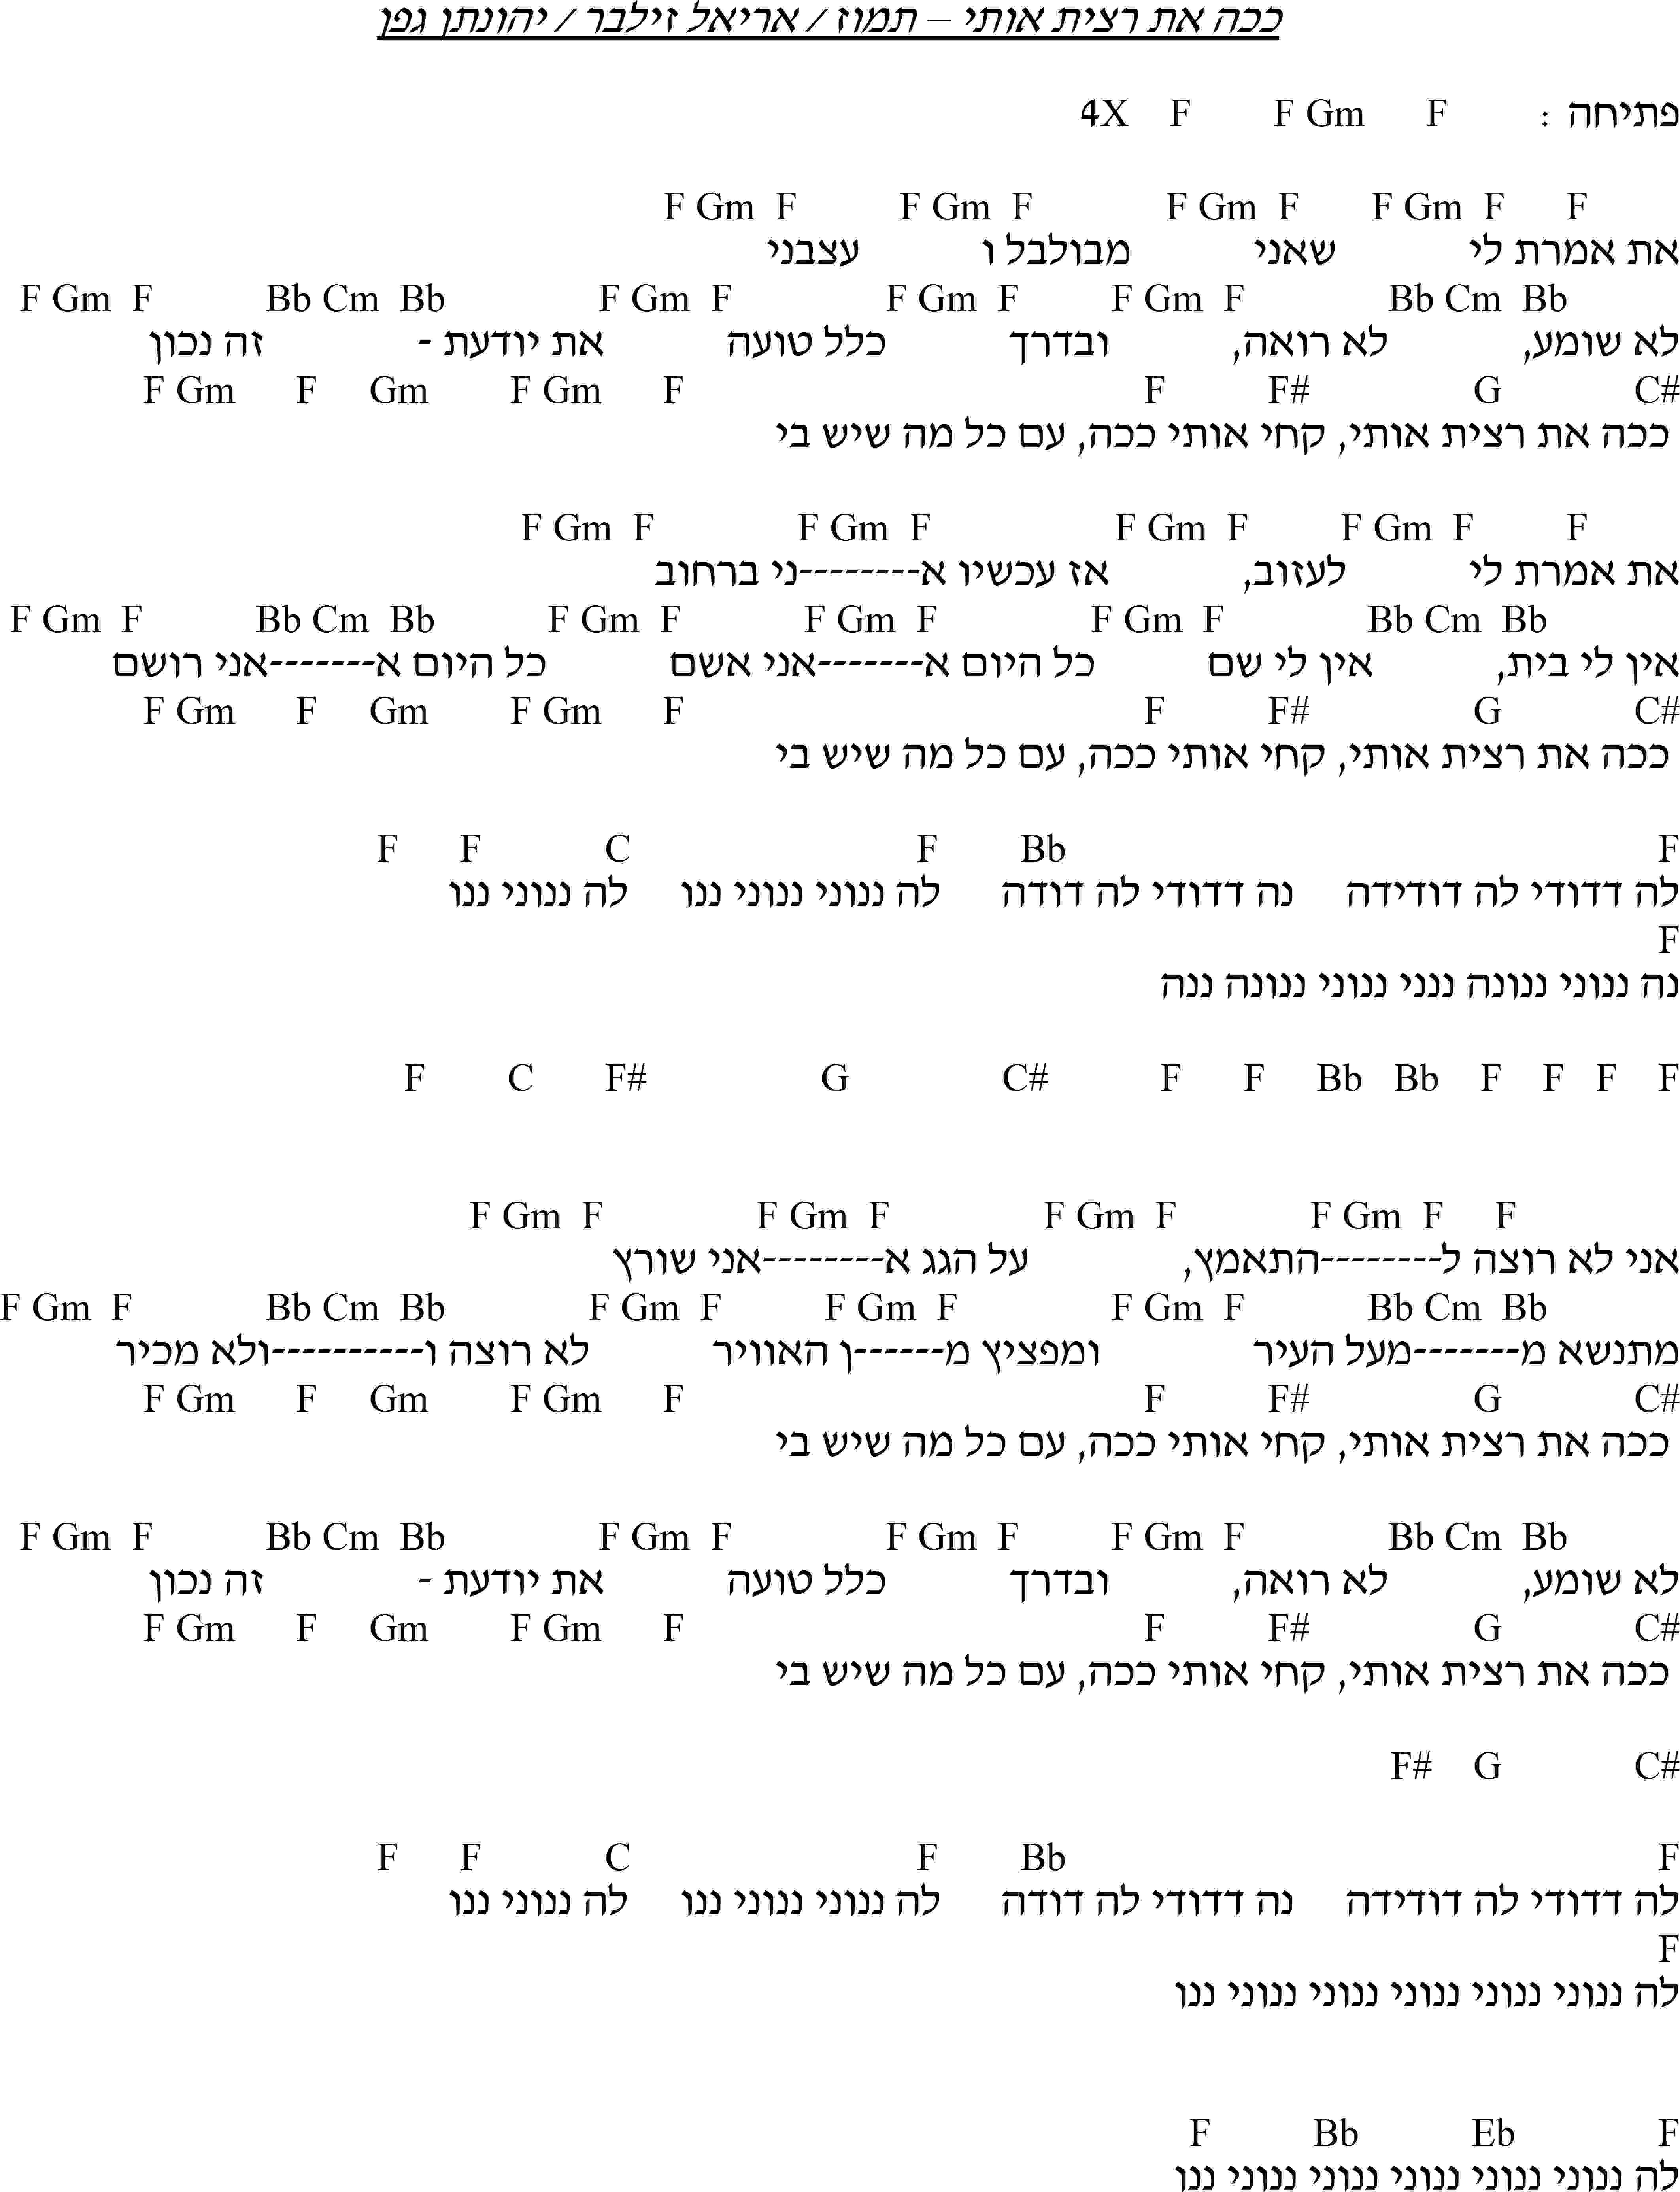 ככה את רצית אותי – תמוז / אריאל זילבר / יהונתן גפן
פתיחה : F F Gm F 4X
F F Gm F F Gm F F Gm F F Gm F
את אמרת לי שאני מבולבל ו עצבני
Bb Cm Bb F Gm F F Gm F F Gm F Bb Cm Bb F Gm F
לא שומע, לא רואה, ובדרך כלל טועה את יודעת - זה נכון
C# G F# F F F Gm Gm F F Gm
ככה את רצית אותי, קחי אותי ככה, עם כל מה שיש בי
F F Gm F F Gm F F Gm F F Gm F
את אמרת לי לעזוב, אז עכשיו א--------ני ברחוב
Bb Cm Bb F Gm F F Gm F F Gm F Bb Cm Bb F Gm F
אין לי בית, אין לי שם כל היום א-------אני אשם כל היום א-------אני רושם
C# G F# F F F Gm Gm F F Gm
ככה את רצית אותי, קחי אותי ככה, עם כל מה שיש בי
F Bb F C F F
לה דדודי לה דודידה נה דדודי לה דודה לה ננוני ננוני ננו לה ננוני ננו
F
נה ננוני ננונה נננני ננוני ננונה ננה
F F F F Bb Bb F F C# G F# C F
F F Gm F F Gm F F Gm F F Gm F
אני לא רוצה ל--------התאמץ, על הגג א--------אני שורץ
Bb Cm Bb F Gm F F Gm F F Gm F Bb Cm Bb F Gm F
מתנשא מ-------מעל העיר ומפציץ מ------ן האוויר לא רוצה ו----------ולא מכיר
C# G F# F F F Gm Gm F F Gm
ככה את רצית אותי, קחי אותי ככה, עם כל מה שיש בי
Bb Cm Bb F Gm F F Gm F F Gm F Bb Cm Bb F Gm F
לא שומע, לא רואה, ובדרך כלל טועה את יודעת - זה נכון
C# G F# F F F Gm Gm F F Gm
ככה את רצית אותי, קחי אותי ככה, עם כל מה שיש בי
C# G F#
F Bb F C F F
לה דדודי לה דודידה נה דדודי לה דודה לה ננוני ננוני ננו לה ננוני ננו
F
לה ננוני ננוני ננוני ננוני ננוני ננו
F Eb Bb F
לה ננוני ננוני ננוני ננוני ננוני ננו